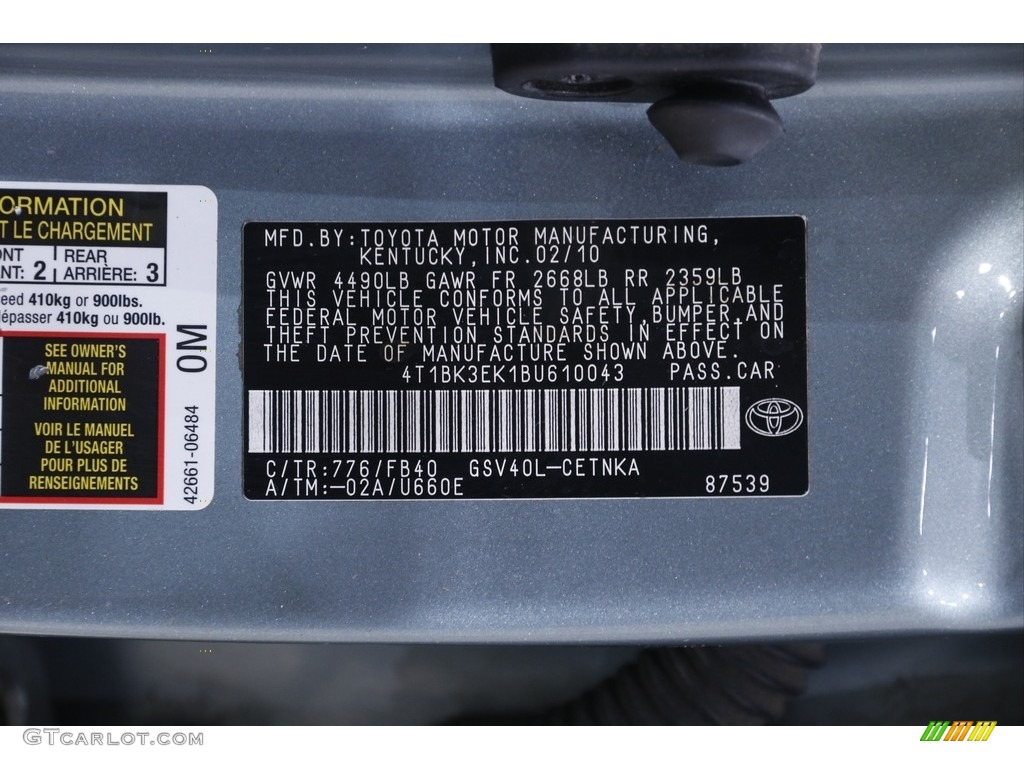 ORMATION
T LE CHARGEMENT
NT: 2
REAR
ARRIÈRE: 3
eed 410kg or 900lbs.
dépasser 410kg ou 900lb.
SEE OWNER'S
MANUAL FOR
ADDITIONAL
INFORMATION
VOIR LE MANUEL
DE L'USAGER
POUR PLUS DE
RENSEIGNEMENTS
0M
42661-06484
MFD.BY:TOYOTA MOTOR MANUFACTURING,
KENTUCKY,INC.02/10
GVWR 4490LB GAWR FR 2668LB RR 2359LB
THIS VEHICLE CONFORMS TO ALL APPLICABLE
FEDERAL MOTOR VEHICLE SAFETY,BUMPER,AND
THEFT PREVENTION STANDARDS IN EFFECT ON
THE DATE OF MANUFACTURE SHOWN ABOVE.
4T1BK3EK1BU610043 PASS.CAR
C/TR:776/FB40 GSV40L-CETNKA
A/TM:-02A/U660E
87539
GTCarLot.com